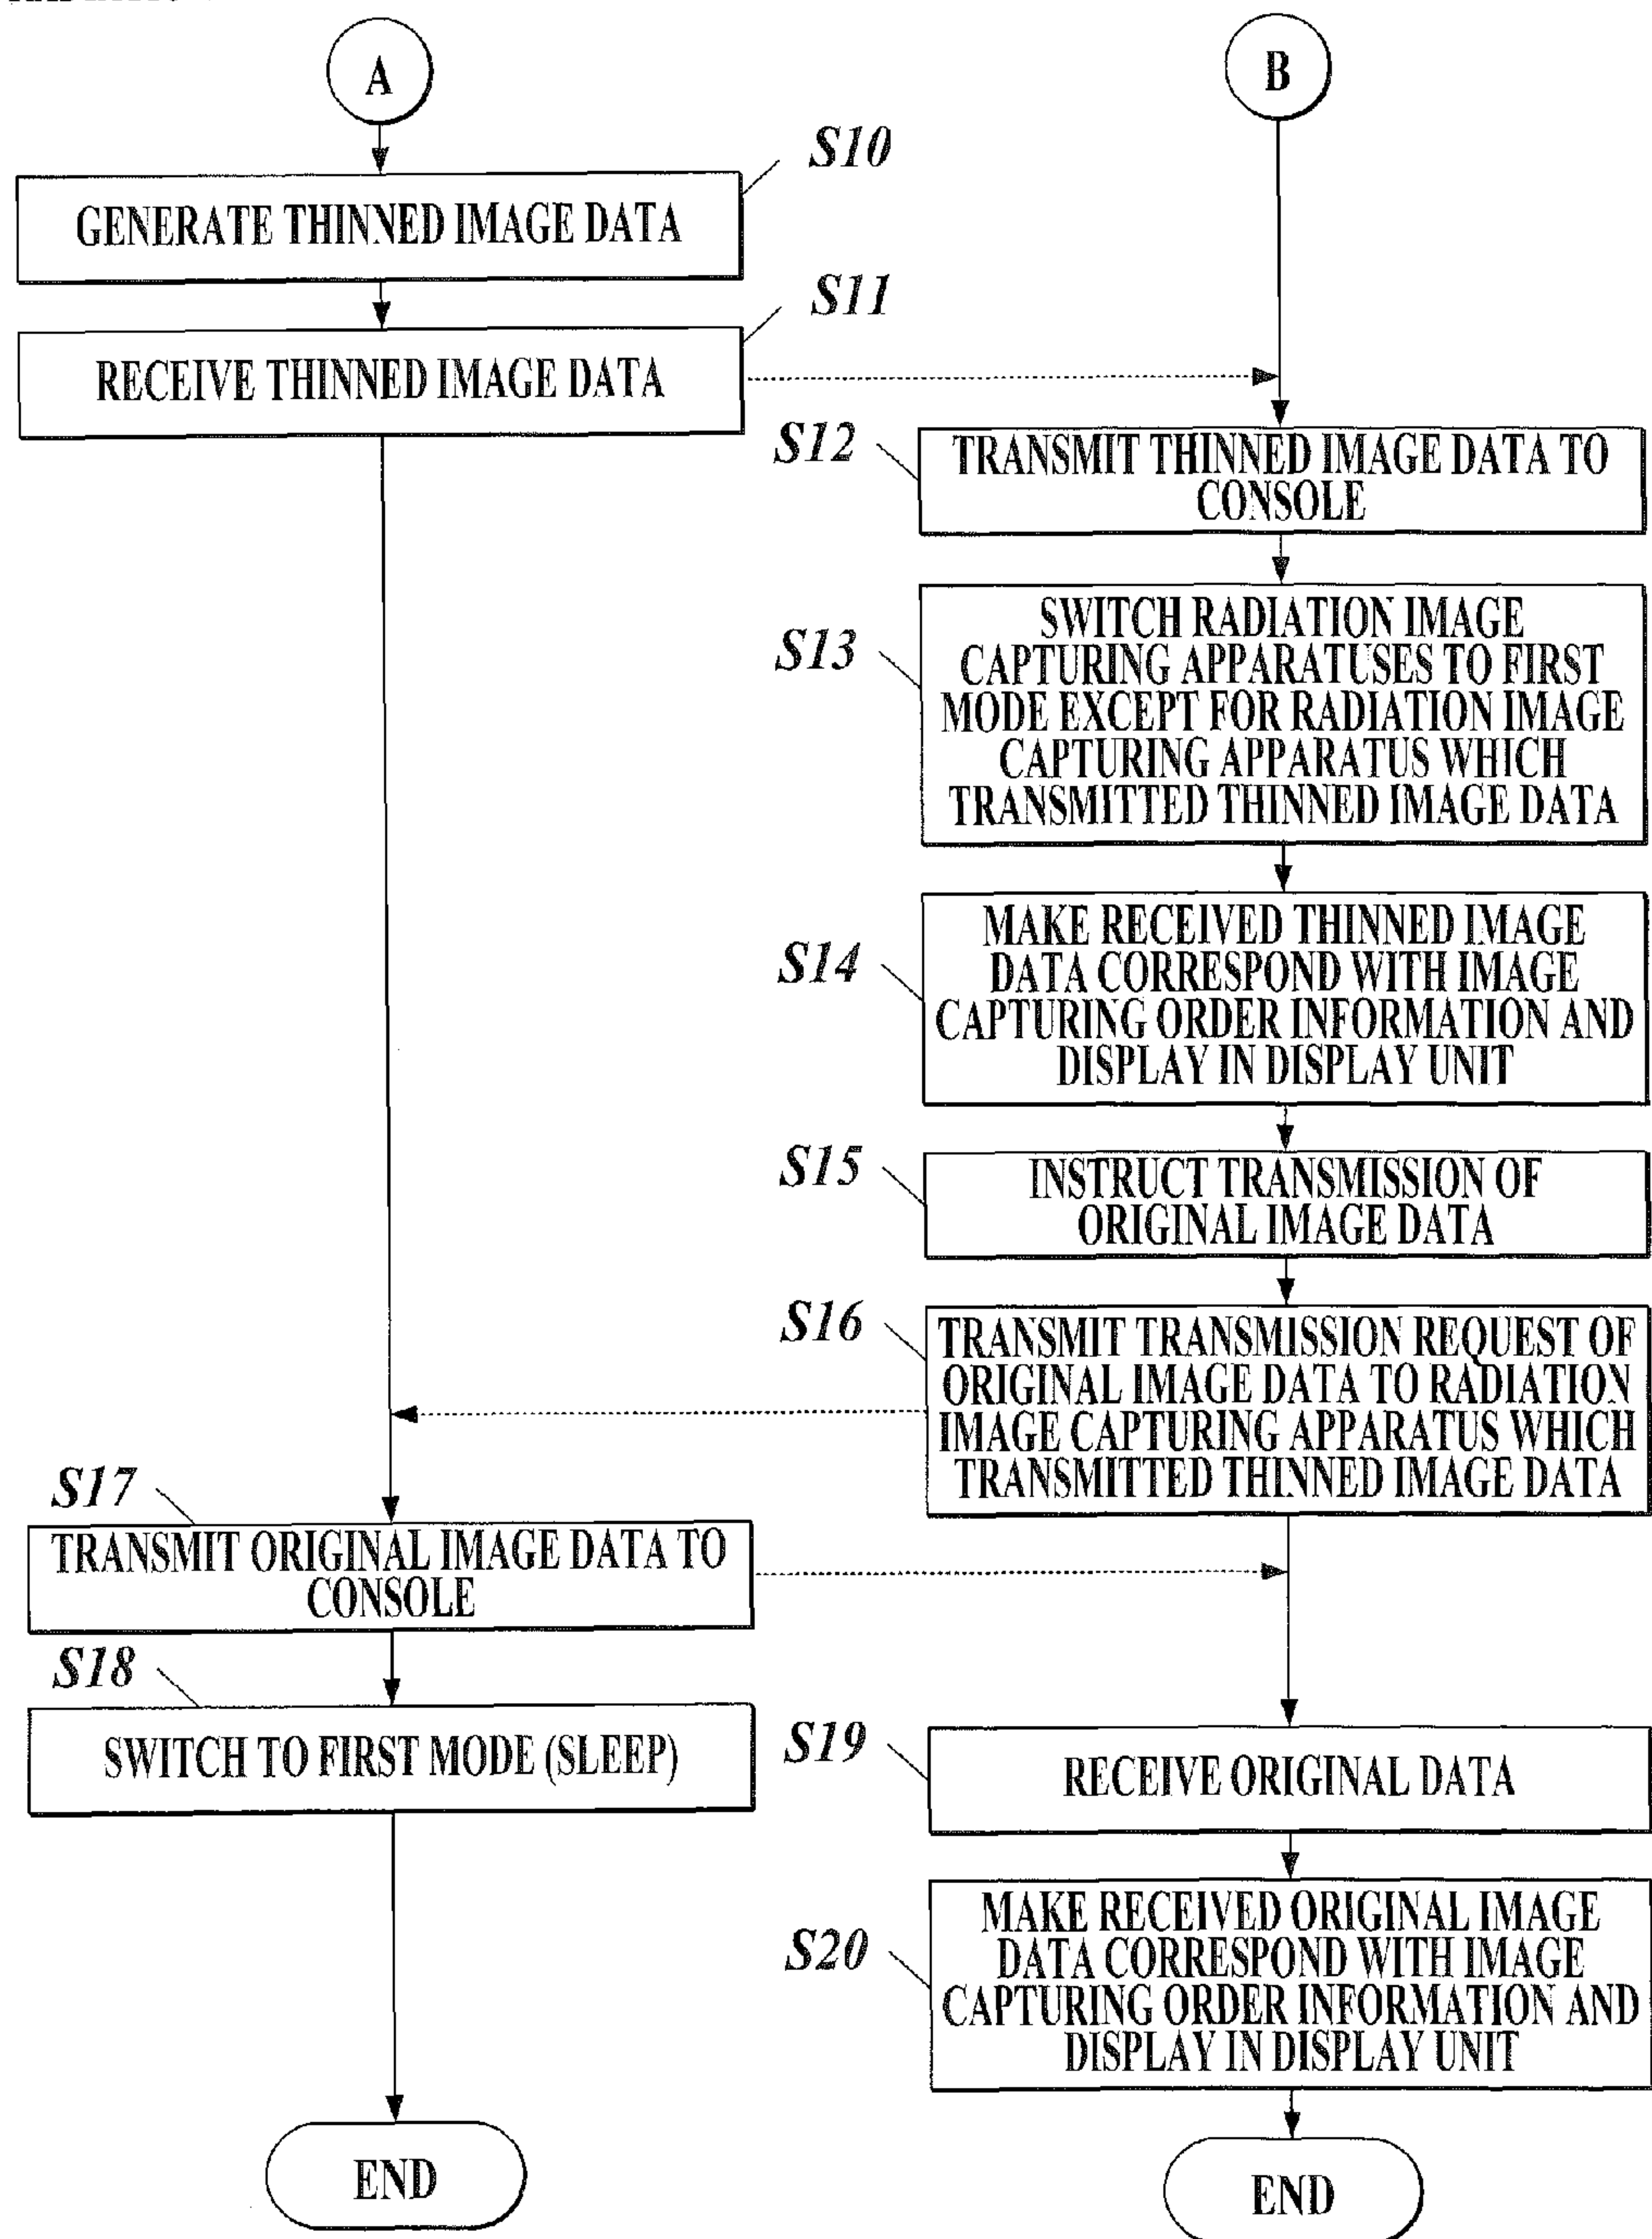 A
B
S10
GENERATE THINNED IMAGE DATA
S11
RECEIVE THINNED IMAGE DATA
S12
TRANSMIT THINNED IMAGE DATA TO
CONSOLE
S13
SWITCH RADIATION IMAGE
CAPTURING APPARATUSES TO FIRST
MODE EXCEPT FOR RADIATION IMAGE
CAPTURING APPARATUS WHICH
TRANSMITTED THINNED IMAGE DATA
S14
MAKE RECEIVED THINNED IMAGE
DATA CORRESPOND WITH IMAGE
CAPTURING ORDER INFORMATION AND
DISPLAY IN DISPLAY UNIT
S15
INSTRUCT TRANSMISSION OF
ORIGINAL IMAGE DATA
S16
TRANSMIT TRANSMISSION REQUEST OF
ORIGINAL IMAGE DATA TO RADIATION
IMAGE CAPTURING APPARATUS WHICH
TRANSMITTED THINNED IMAGE DATA
S17
TRANSMIT ORIGINAL IMAGE DATA TO
CONSOLE
S18
SWITCH TO FIRST MODE (SLEEP)
S19
RECEIVE ORIGINAL DATA
S20
MAKE RECEIVED ORIGINAL IMAGE
DATA CORRESPOND WITH IMAGE
CAPTURING ORDER INFORMATION AND
DISPLAY IN DISPLAY UNIT
END
END